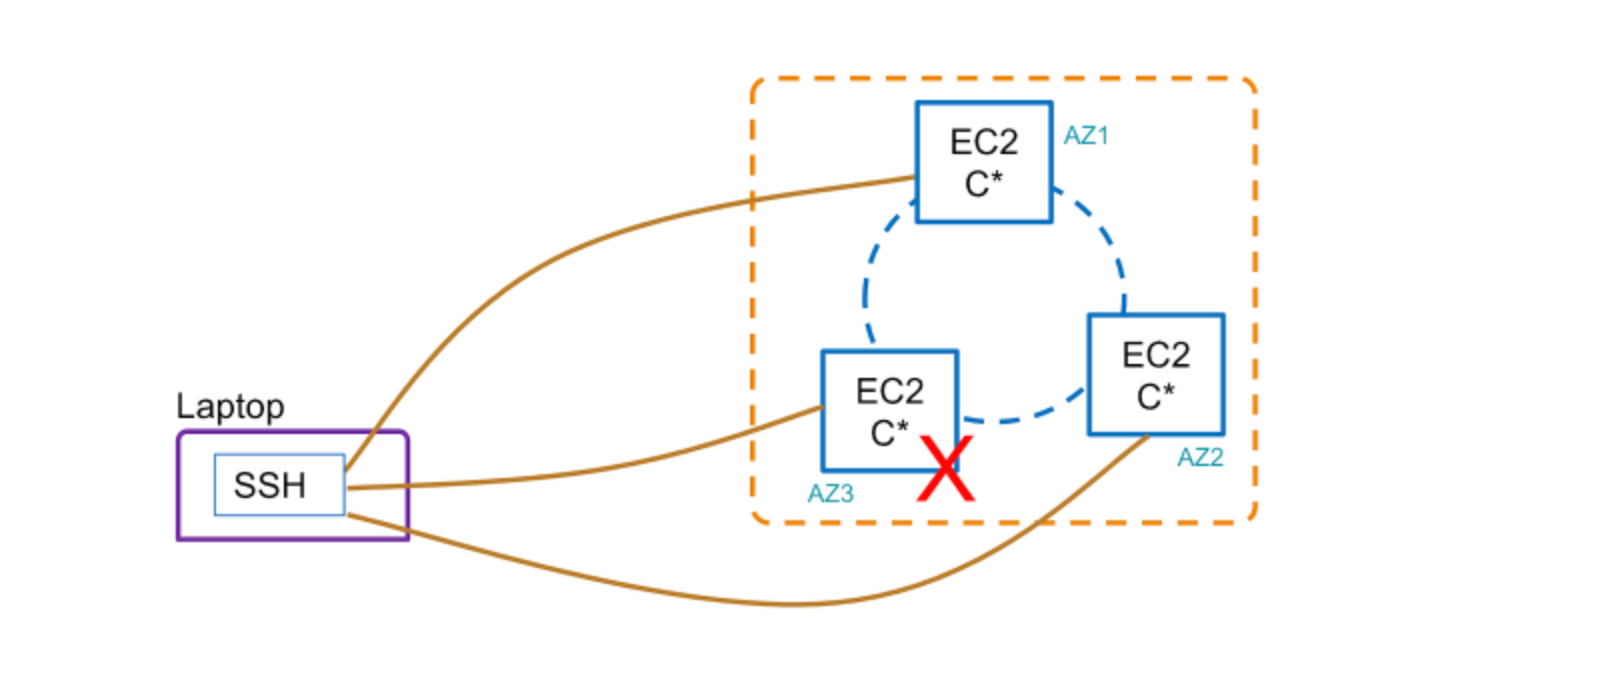 EC2
C*
AZ1
EC2
C*
AZ2
EC2
C*
X
AZ3
Laptop
SSH